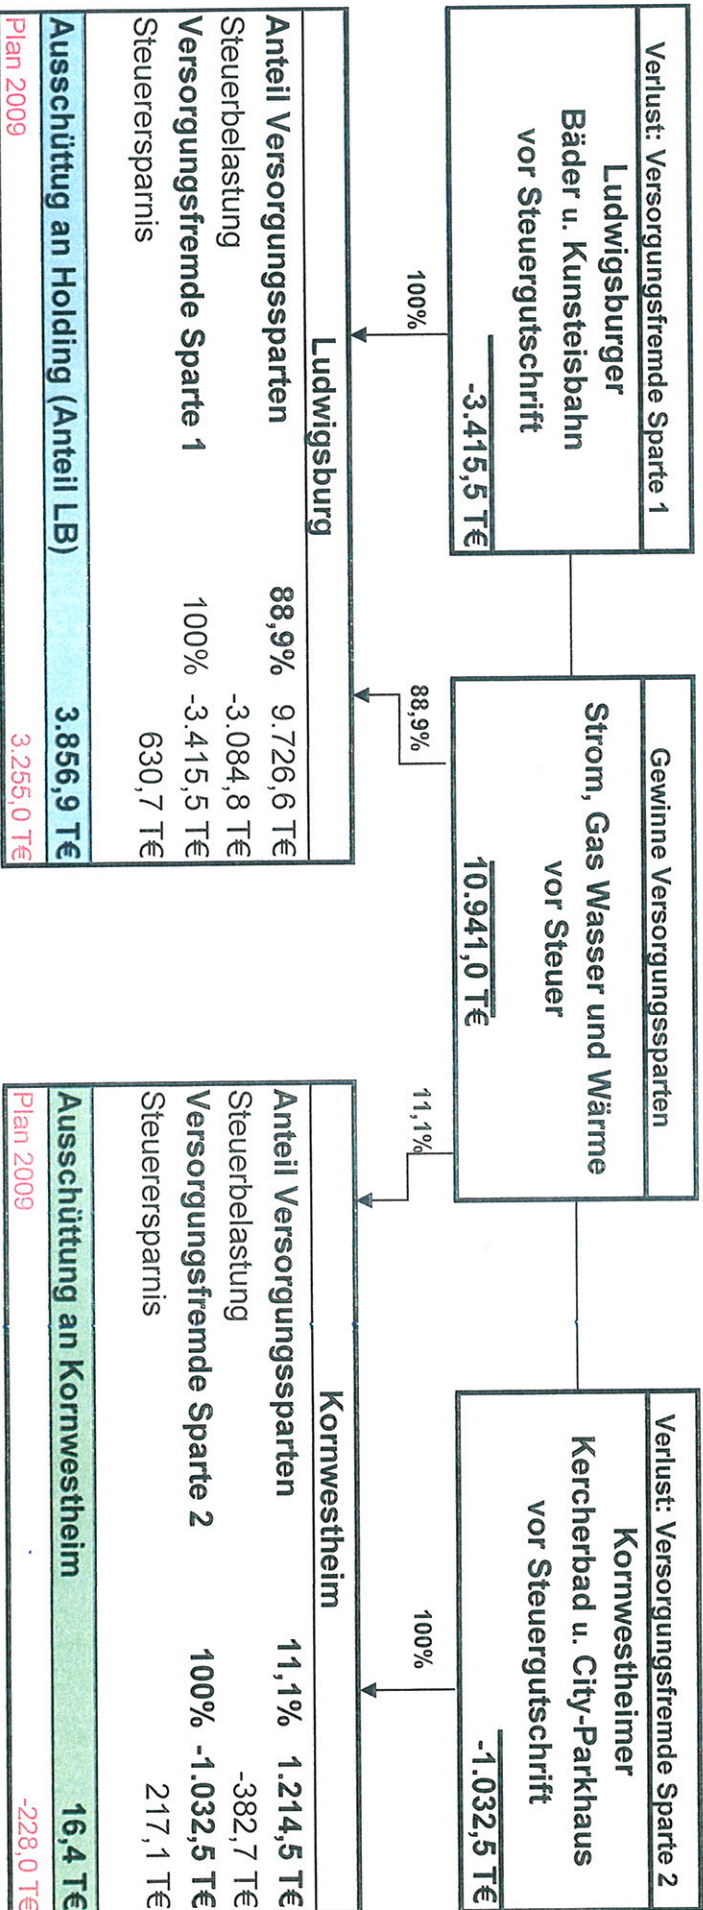 Verlust: Versorgungsfremde Sparte 1
Ludwigsburger
Bäder u. Kunsteisbahn
vor Steuergutschrift
-3.415,5 T€
Gewinne Versorgungssparten
Strom, Gas Wasser und Wärme
vor Steuer
10.941,0 T€
Verlust: Versorgungsfremde Sparte 2
Kornwestheimer
Kercherbad u. City-Parkhaus
vor Steuergutschrift
-1.032,5 T€
100%
88,9%
11,1%
100%
Ludwigsburg
Anteil Versorgungssparten 88,9% 9.726,6 T€
Steuerbelastung -3.084,8 T€
Versorgungsfremde Sparte 1 100% -3.415,5 T€
Steuerersparnis 630,7 T€
Ausschüttug an Holding (Anteil LB) 3.856,9 T€
Plan 2009 3.255,0 T€
Kornwestheim
Anteil Versorgungssparten 11,1% 1.214,5 T€
Steuerbelastung -382,7 T€
Versorgungsfremde Sparte 2 100% -1.032,5 T€
Steuerersparnis 217,1 T€
Ausschüttung an Kornwestheim 16,4 T€
Plan 2009 -228,0 T€